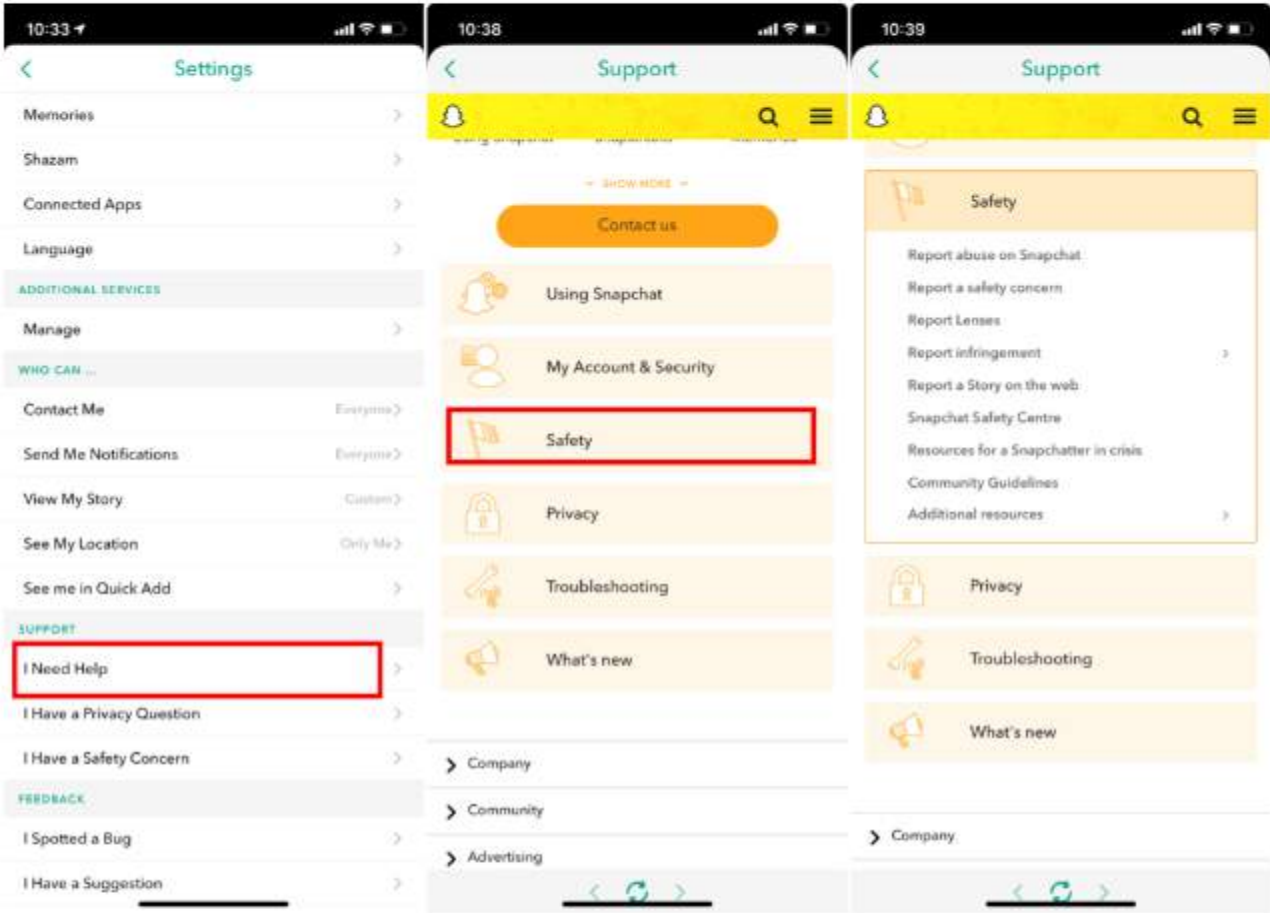 10:33
Settings
Memories
Shazam
Connected Apps
Language
ADDITIONAL SERVICES
Manage
WHO CAN ...
Contact Me Everyone
Send Me Notifications Everyone
View My Story Custom
See My Location Only Me
See me in Quick Add
SUPPORT
I Need Help
I Have a Privacy Question
I Have a Safety Concern
FEEDBACK
I Spotted a Bug
I Have a Suggestion
10:38
Support
SHOW MORE
Contact us
Using Snapchat
My Account & Security
Safety
Privacy
Troubleshooting
What's new
Company
Community
Advertising
10:39
Support
Safety
Report abuse on Snapchat
Report a safety concern
Report Lenses
Report infringement
Report a Story on the web
Snapchat Safety Centre
Resources for a Snapchatter in crisis
Community Guidelines
Additional resources
Privacy
Troubleshooting
What's new
Company